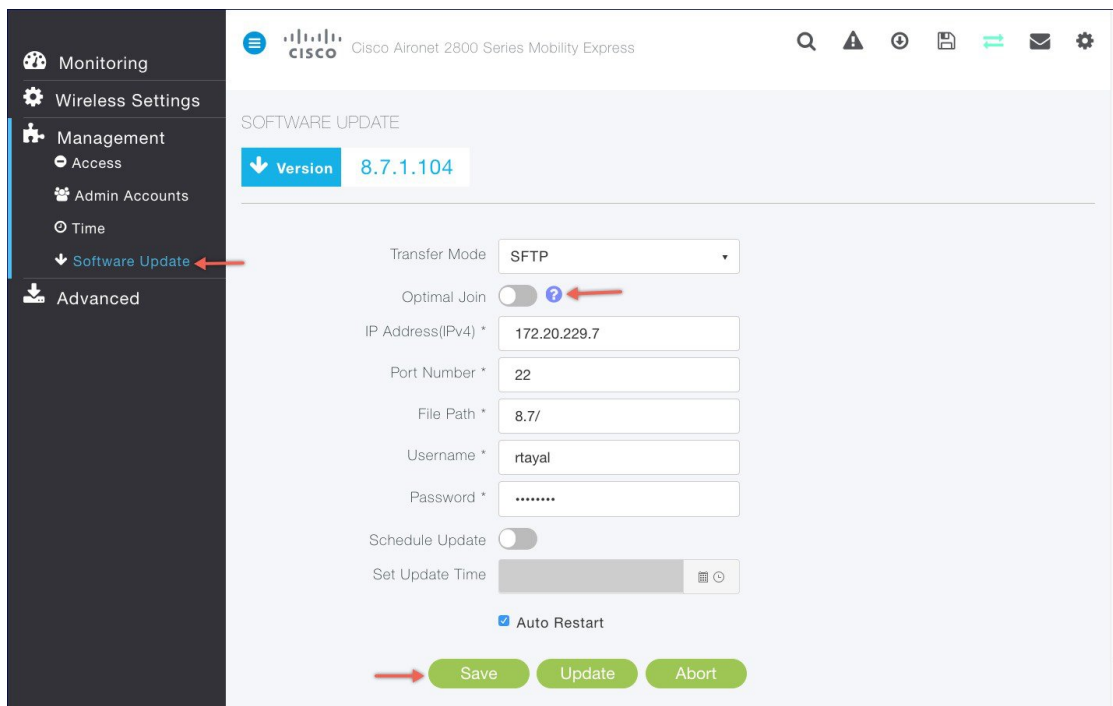 Monitoring
Wireless Settings
Management
Access
Admin Accounts
Time
Software Update
Advanced
CISCO Cisco Aironet 2800 Series Mobility Express
SOFTWARE UPDATE
Version 8.7.1.104
Transfer Mode SFTP
Optimal Join ?
IP Address(IPv4) * 172.20.229.7
Port Number * 22
File Path * 8.7/
Username * rtayal
Password * ••••••••
Schedule Update
Set Update Time
Auto Restart
Save Update Abort